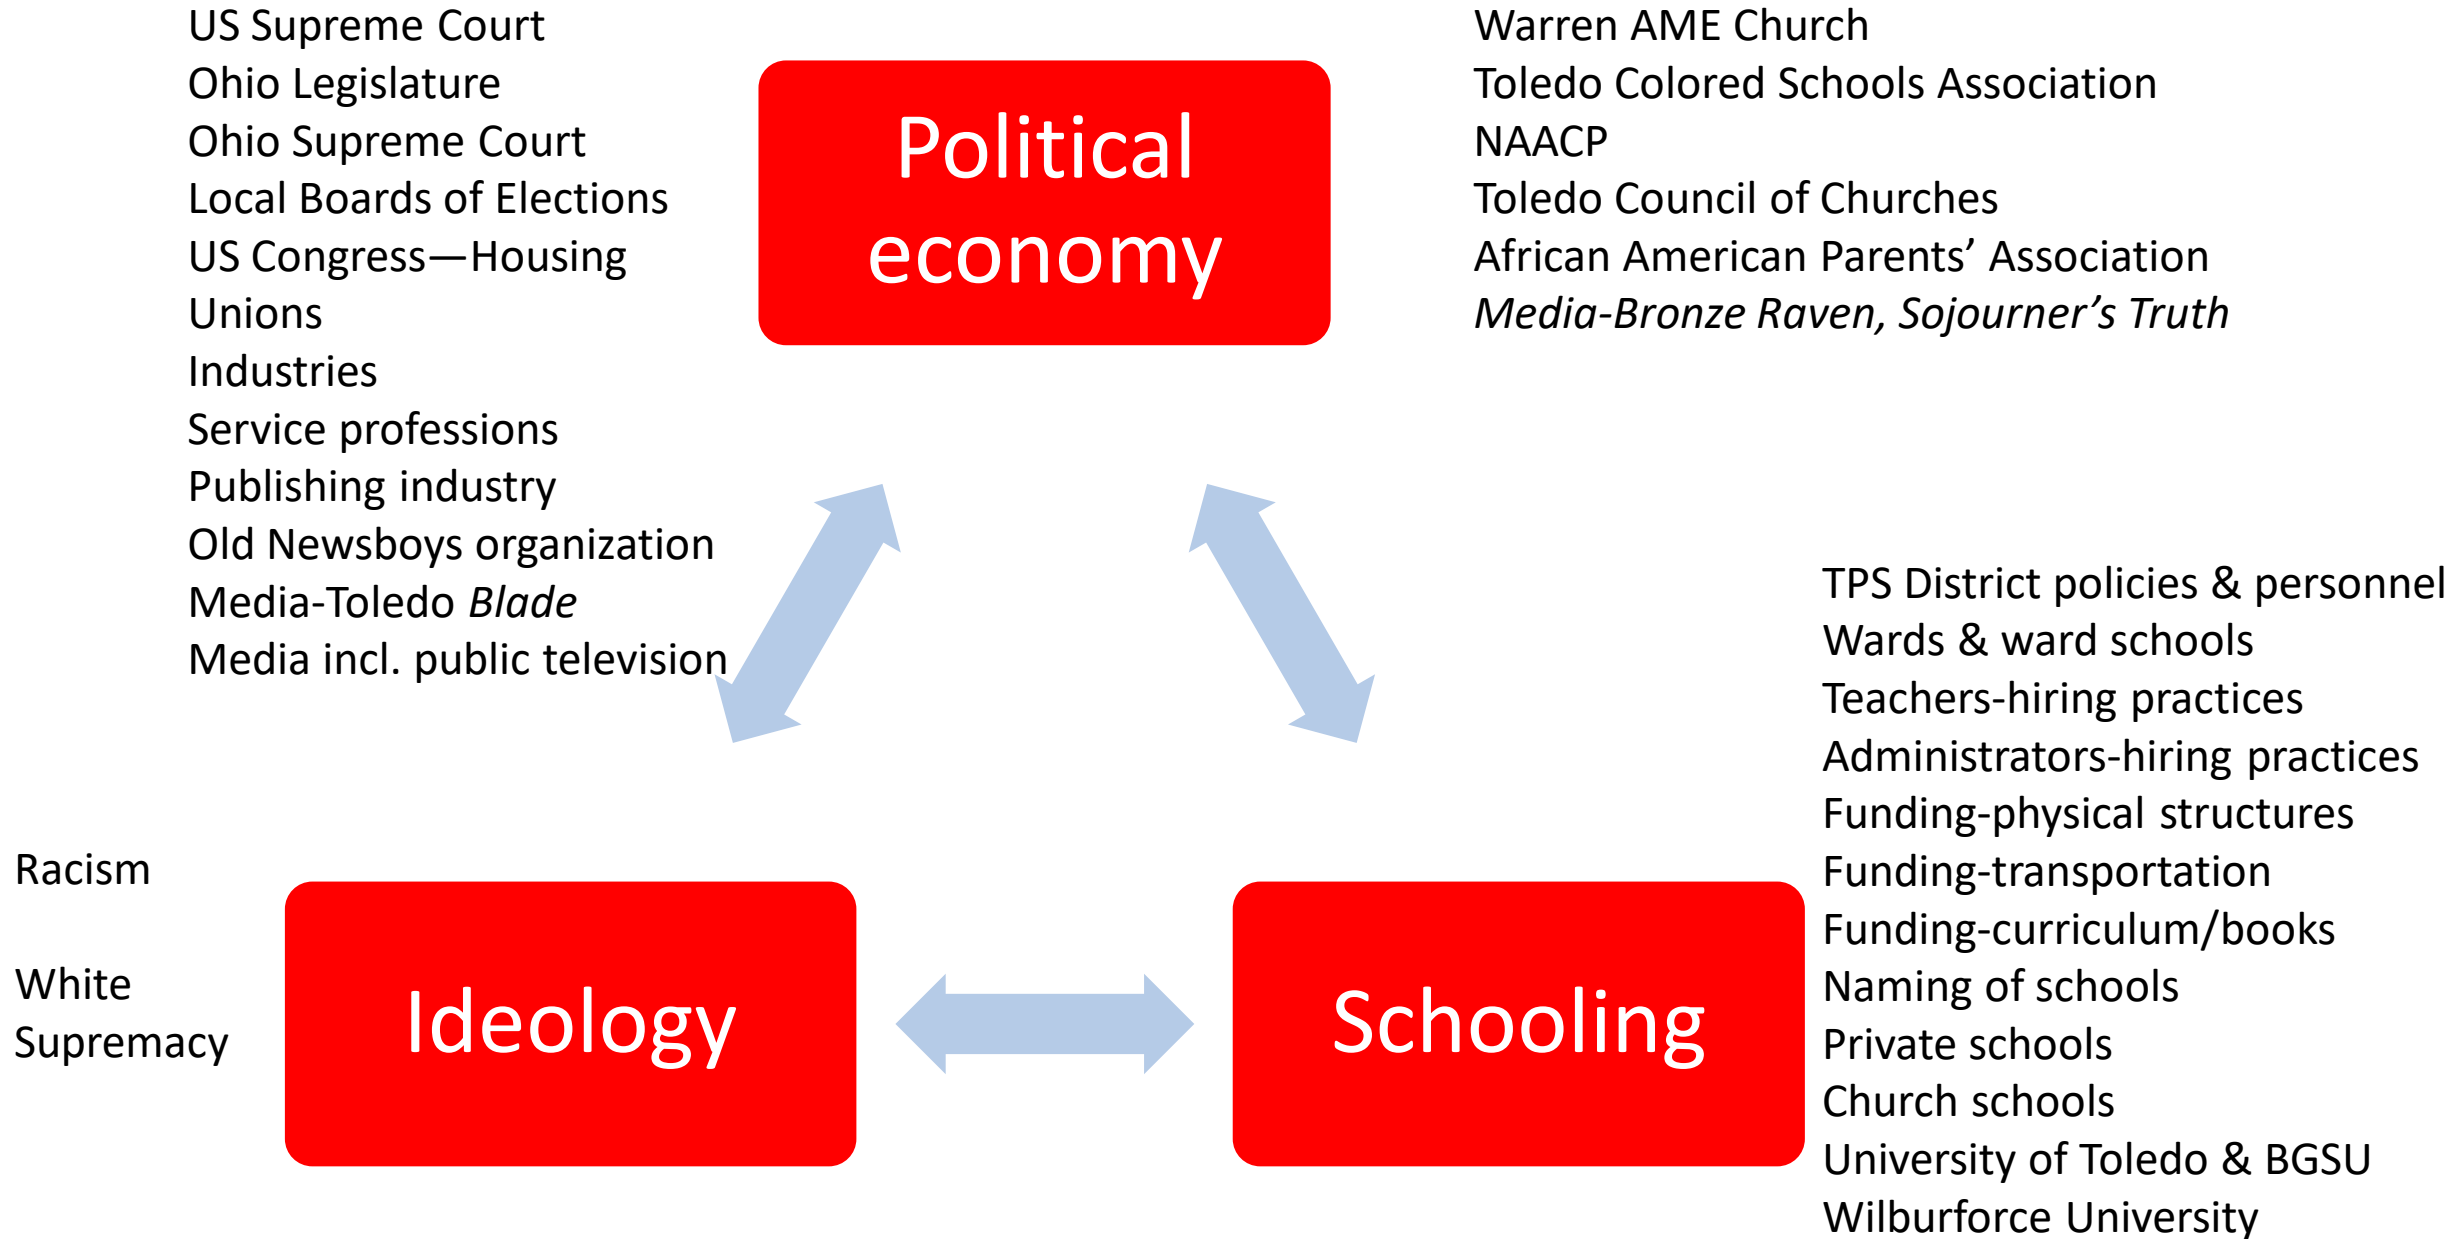 US Supreme Court
Ohio Legislature
Ohio Supreme Court
Local Boards of Elections
US Congress—Housing
Unions
Industries
Service professions
Publishing industry
Old Newsboys organization
Media-Toledo Blade
Media incl. public television
Political
economy
Warren AME Church
Toledo Colored Schools Association
NAACP
Toledo Council of Churches
African American Parents’ Association
Media-Bronze Raven, Sojourner’s Truth
Racism
White
Supremacy
Ideology
Schooling
TPS District policies & personnel
Wards & ward schools
Teachers-hiring practices
Administrators-hiring practices
Funding-physical structures
Funding-transportation
Funding-curriculum/books
Naming of schools
Private schools
Church schools
University of Toledo & BGSU
Wilburforce University